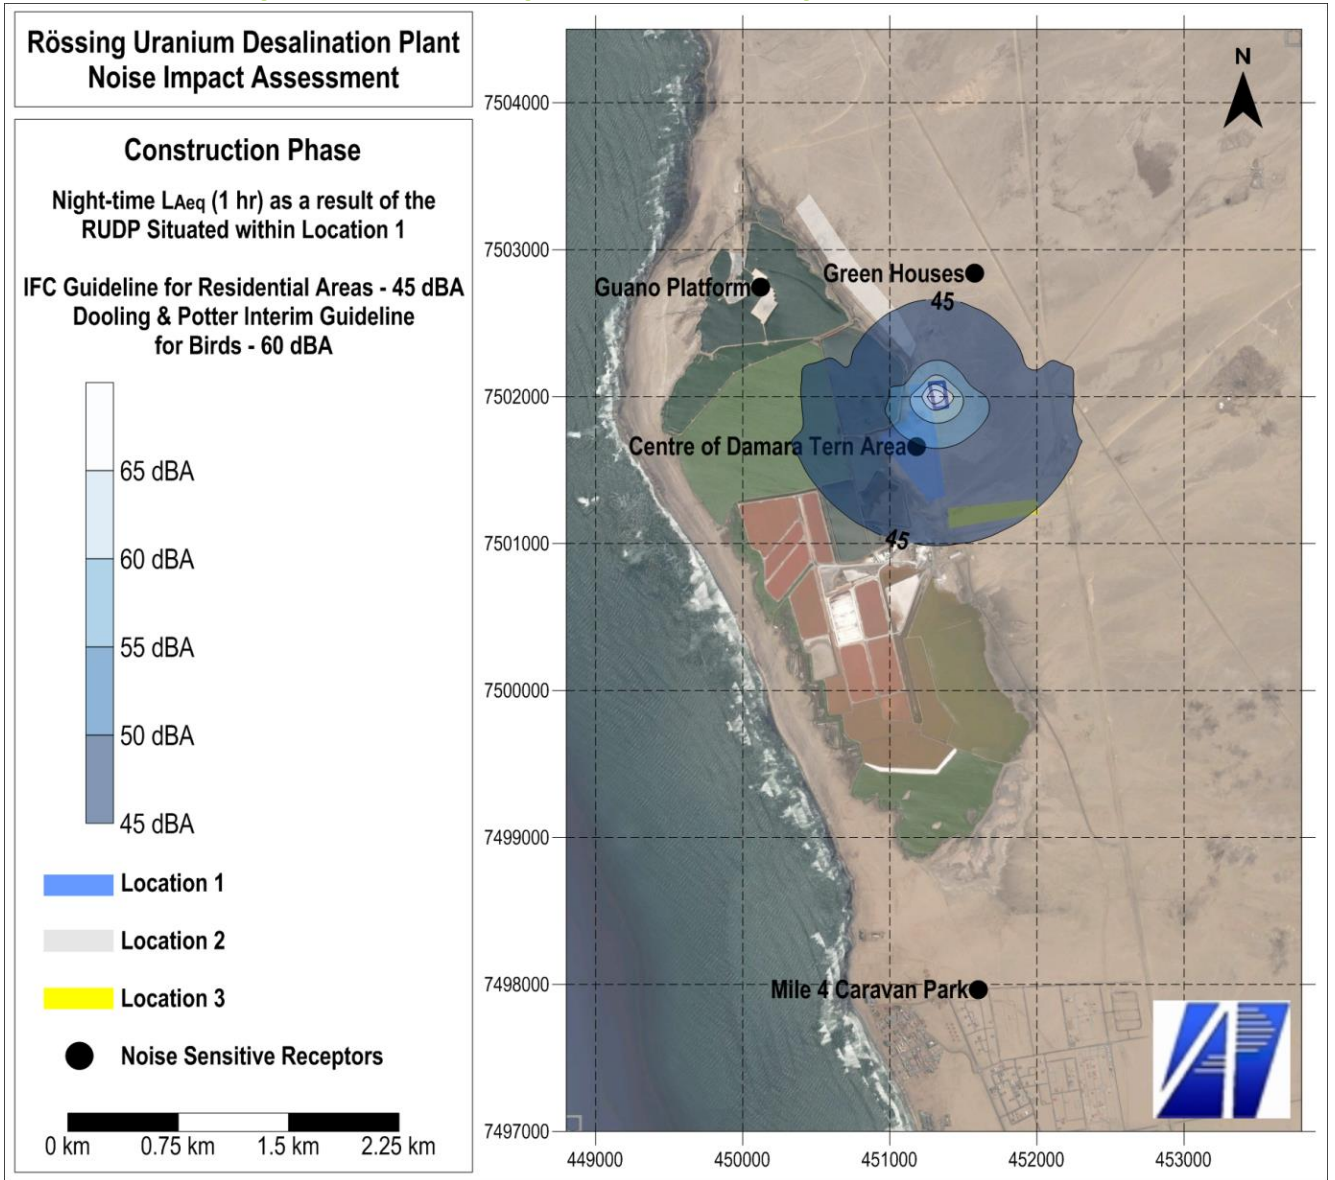 Rössing Uranium Desalination Plant
Noise Impact Assessment
Construction Phase
Night-time LAeq (1 hr) as a result of the
RUDP Situated within Location 1
IFC Guideline for Residential Areas - 45 dBA
Dooling & Potter Interim Guideline
for Birds - 60 dBA
65 dBA
60 dBA
55 dBA
50 dBA
45 dBA
Location 1
Location 2
Location 3
Noise Sensitive Receptors
0 km 0.75 km 1.5 km 2.25 km
N
7504000
7503000
7502000
7501000
7500000
7499000
7498000
7497000
Green Houses
Guano Platform
45
Centre of Damara Tern Area
45
Mile 4 Caravan Park
449000 450000 451000 452000 453000